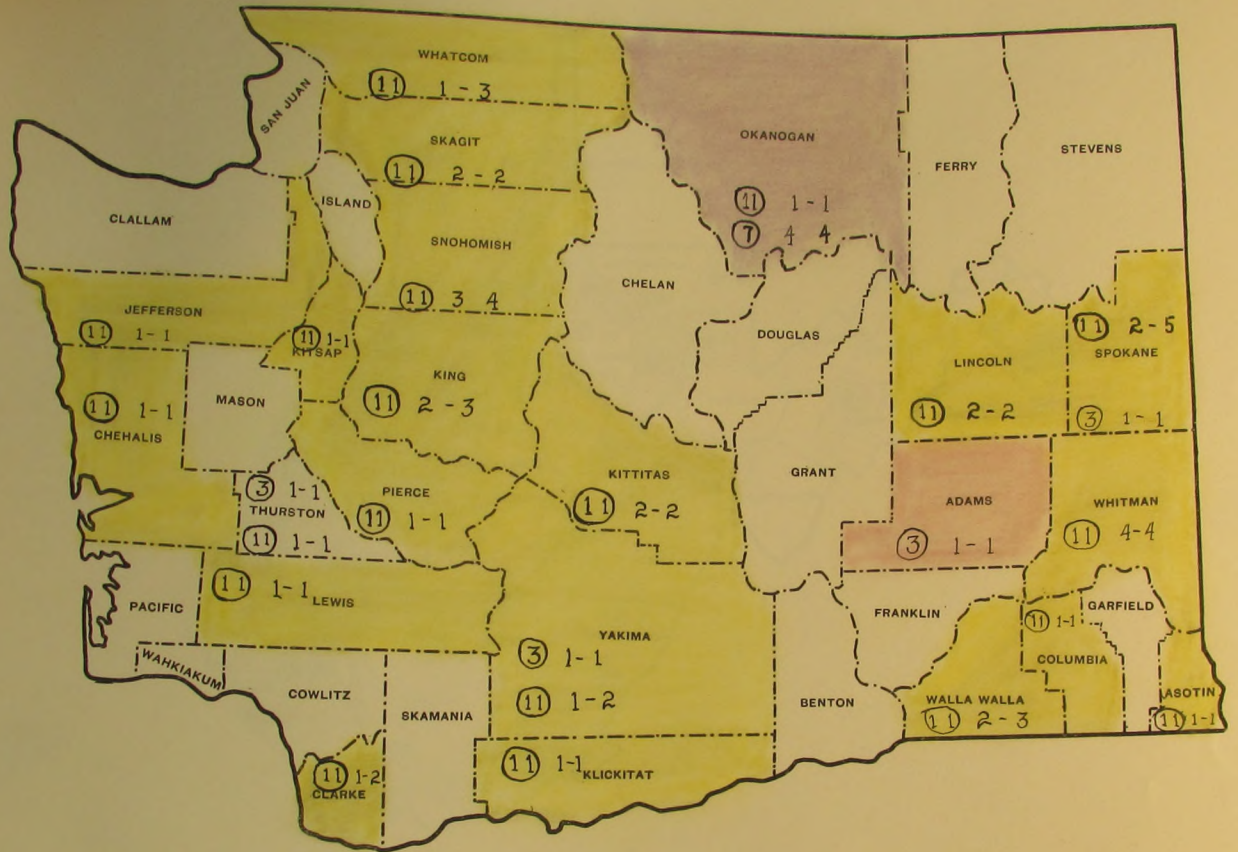 WHATCOM
11 1-3
SAN JUAN
SKAGIT
11 2-2
ISLAND
CLALLAM
SNOHOMISH
11 3 4
JEFFERSON
11 1-1
11 1-1
KITSAP
KING
11 2-3
MASON
11 1-1
CHEHALIS
3 1-1
THURSTON
11 1-1
PIERCE
11 1-1
OKANOGAN
11 1-1
7 4 4
FERRY
STEVENS
CHELAN
DOUGLAS
GRANT
LINCOLN
11 2-2
11 2-5
SPOKANE
3 1-1
KITTITAS
11 2-2
ADAMS
3 1-1
WHITMAN
11 4-4
PACIFIC
11 1-1 LEWIS
WAHKIAKUM
COWLITZ
SKAMANIA
11 1-2
CLARKE
YAKIMA
3 1-1
11 1-2
11 1-1 KLICKITAT
BENTON
FRANKLIN
WALLA WALLA
11 2-3
11 1-1
COLUMBIA
GARFIELD
ASOTIN
11 1-1